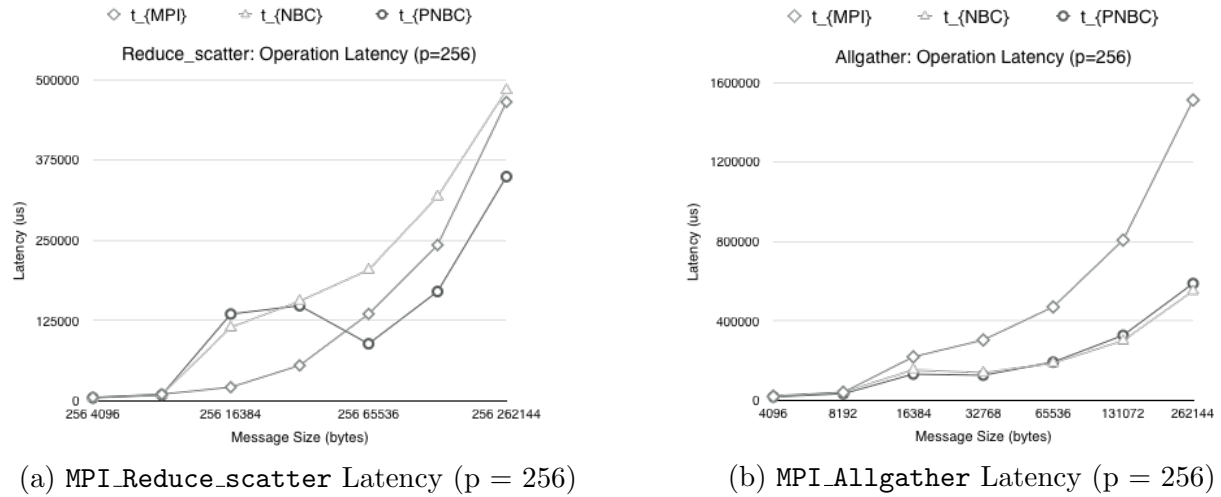 t_{MPI} t_{NBC} t_{PNBC}
Reduce_scatter: Operation Latency (p=256)
500000
375000
250000
125000
0
Latency (us)
256 4096 256 16384 256 65536 256 262144
Message Size (bytes)
(a) MPI_Reduce_scatter Latency (p = 256)
t_{MPI} t_{NBC} t_{PNBC}
Allgather: Operation Latency (p=256)
1600000
1200000
800000
400000
0
Latency (us)
4096 8192 16384 32768 65536 131072 262144
Message Size (bytes)
(b) MPI_Allgather Latency (p = 256)